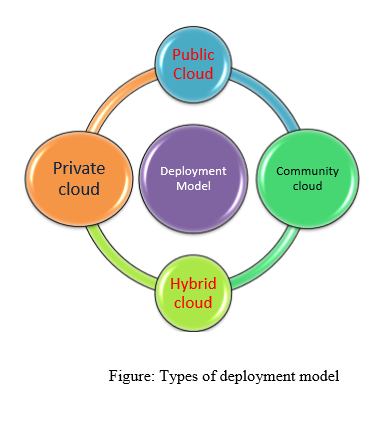 Public
Cloud
Private
cloud
Deployment
Model
Community
cloud
Hybrid
cloud
Figure: Types of deployment model